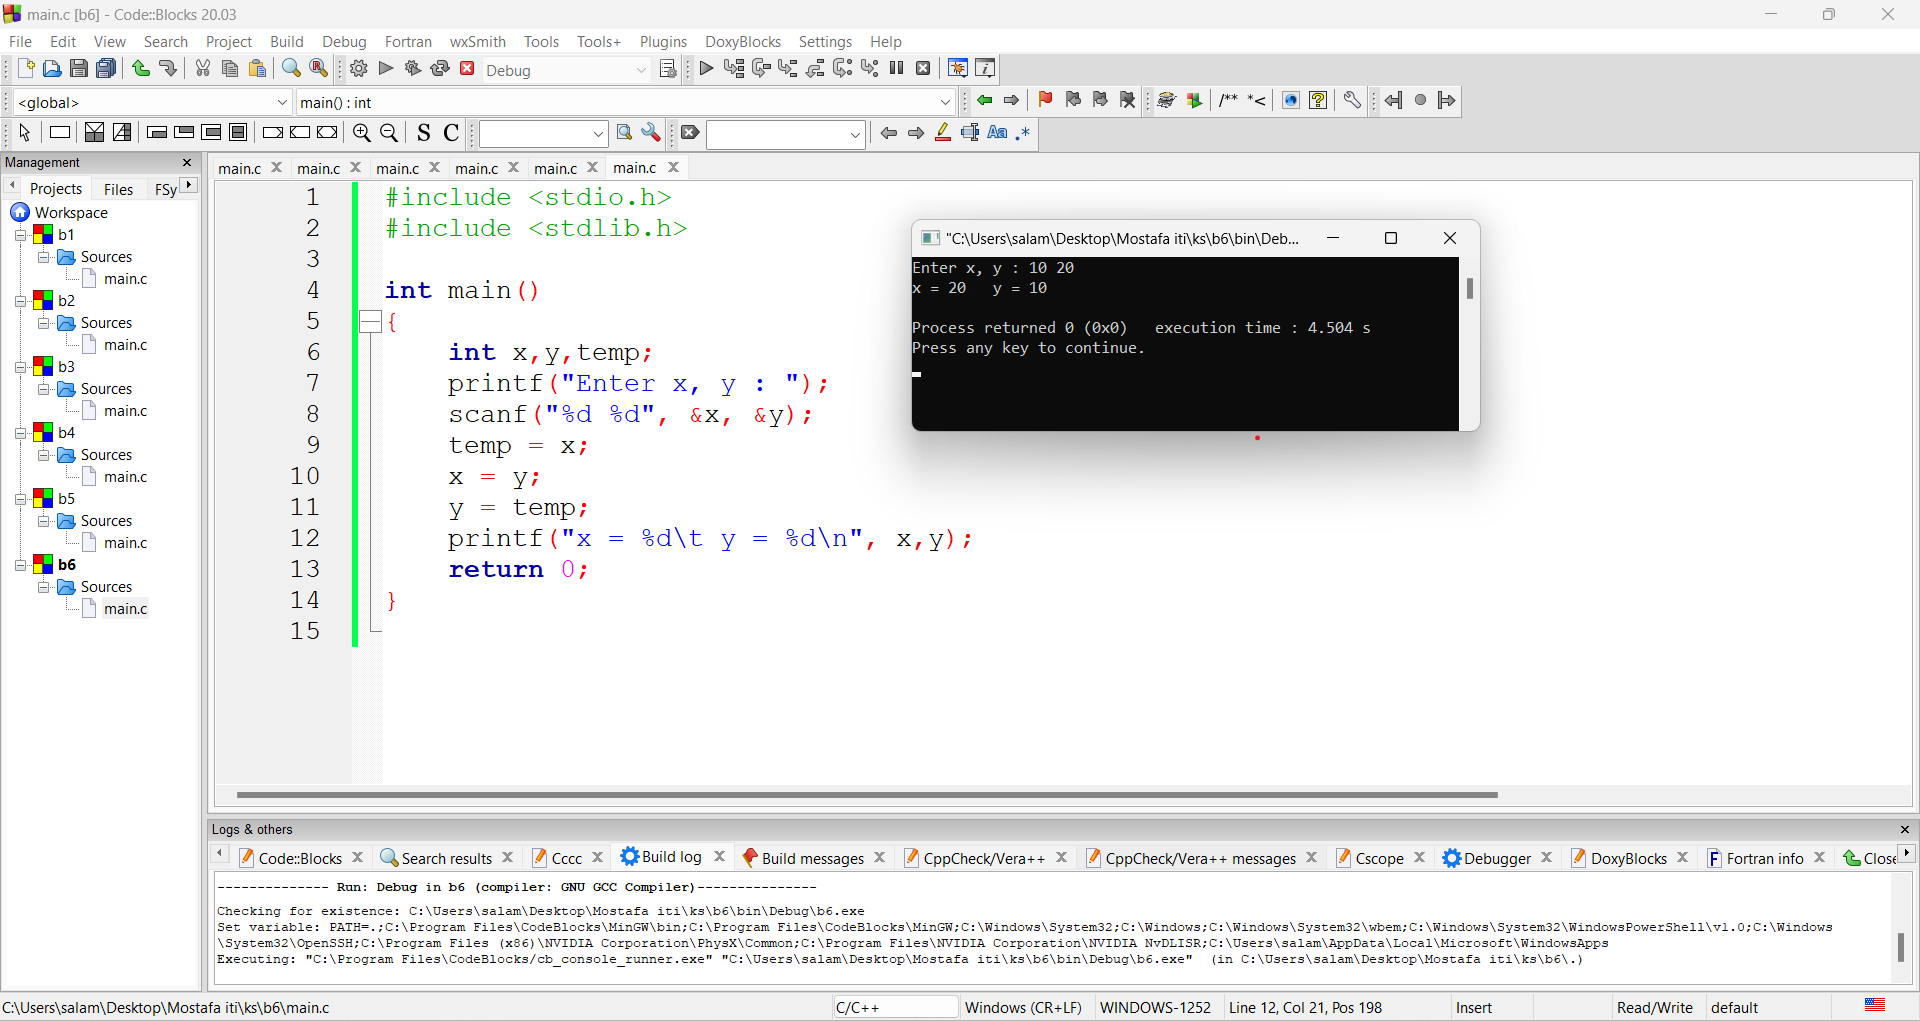 main.c [b6] - Code::Blocks 20.03
File Edit View Search Project Build Debug Fortran wxSmith Tools Tools+ Plugins DoxyBlocks Settings Help
Debug
<global> main() : int
/** *<
S C Aa .*
Management
main.c main.c main.c main.c main.c main.c
Projects Files FSy
Workspace
b1
Sources
main.c
b2
Sources
main.c
b3
Sources
main.c
b4
Sources
main.c
b5
Sources
main.c
b6
Sources
main.c
1 #include <stdio.h>
2 #include <stdlib.h>
3
4 int main()
5 {
6 int x,y,temp;
7 printf("Enter x, y : ");
8 scanf("%d %d", &x, &y);
9 temp = x;
10 x = y;
11 y = temp;
12 printf("x = %d\t y = %d\n", x,y);
13 return 0;
14 }
15
"C:\Users\salam\Desktop\Mostafa iti\ks\b6\bin\Deb...
Enter x, y : 10 20
x = 20 y = 10
Process returned 0 (0x0) execution time : 4.504 s
Press any key to continue.
Logs & others
Code::Blocks Search results Cccc Build log Build messages CppCheck/Vera++ CppCheck/Vera++ messages Cscope Debugger DoxyBlocks Fortran info Close
-------------- Run: Debug in b6 (compiler: GNU GCC Compiler)---------------
Checking for existence: C:\Users\salam\Desktop\Mostafa iti\ks\b6\bin\Debug\b6.exe
Set variable: PATH=.;C:\Program Files\CodeBlocks\MinGW\bin;C:\Program Files\CodeBlocks\MinGW;C:\Windows\System32;C:\Windows;C:\Windows\System32\wbem;C:\Windows\System32\WindowsPowerShell\v1.0;C:\Windows
\System32\OpenSSH;C:\Program Files (x86)\NVIDIA Corporation\PhysX\Common;C:\Program Files\NVIDIA Corporation\NVIDIA NvDLISR;C:\Users\salam\AppData\Local\Microsoft\WindowsApps
Executing: "C:\Program Files\CodeBlocks/cb_console_runner.exe" "C:\Users\salam\Desktop\Mostafa iti\ks\b6\bin\Debug\b6.exe" (in C:\Users\salam\Desktop\Mostafa iti\ks\b6\.)
C:\Users\salam\Desktop\Mostafa iti\ks\b6\main.c C/C++ Windows (CR+LF) WINDOWS-1252 Line 12, Col 21, Pos 198 Insert Read/Write default